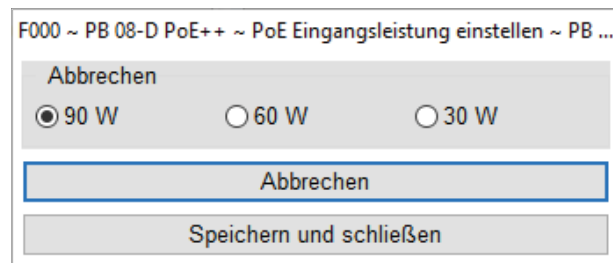 F000 ~ PB 08-D PoE++ ~ PoE Eingangsleistung einstellen ~ PB ...
Abbrechen
90 W 60 W 30 W
Abbrechen
Speichern und schließen